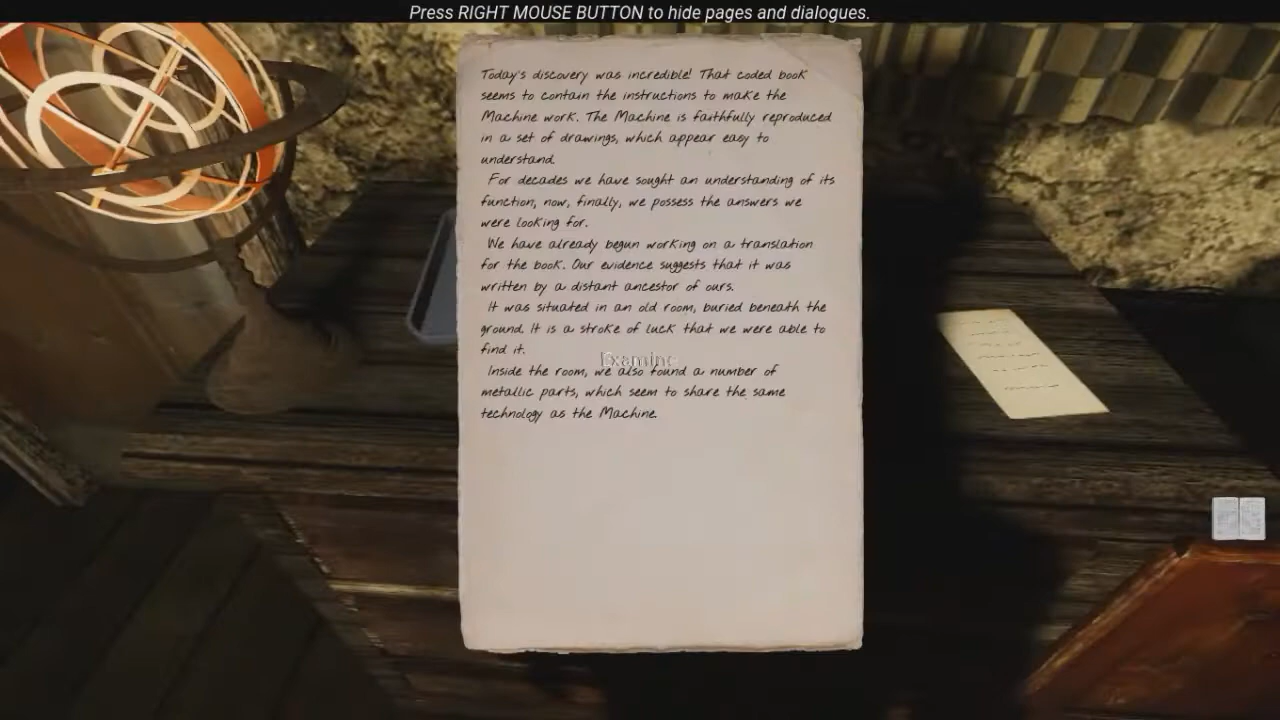 Press RIGHT MOUSE BUTTON to hide pages and dialogues.
Today's discovery was incredible! That coded book
seems to contain the instructions to make the
Machine work. The Machine is faithfully reproduced
in a set of drawings, which appear easy to
understand.
For decades we have sought an understanding of its
function, now, finally, we possess the answers we
were looking for.
We have already begun working on a translation
for the book. Our evidence suggests that it was
written by a distant ancestor of ours.
It was situated in an old room, buried beneath the
ground. It is a stroke of luck that we were able to
find it.
Examine
Inside the room, we also found a number of
metallic parts, which seem to share the same
technology as the Machine.